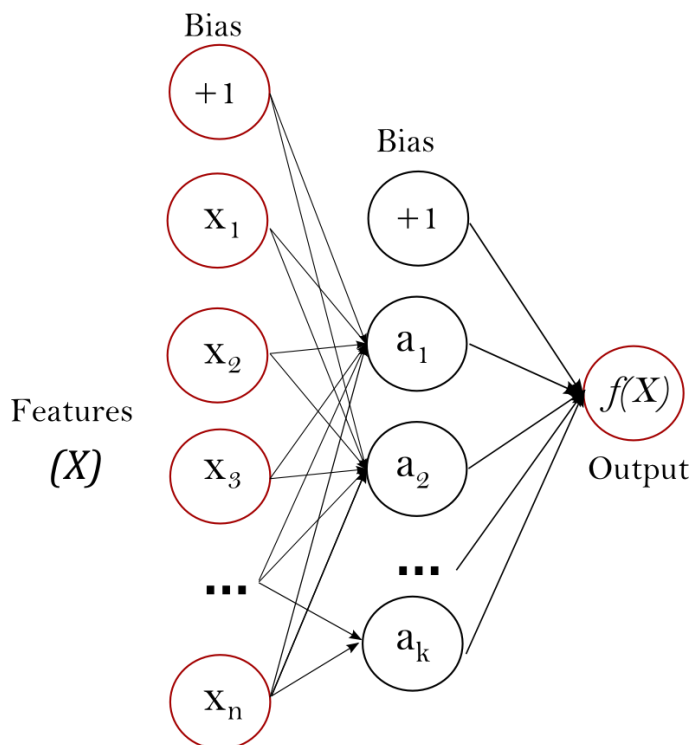 Bias
+1
Bias
x₁
+1
x₂
a₁
f(X)
Features
(X)
x₃
a₂
Output
...
...
xₙ
aₖ